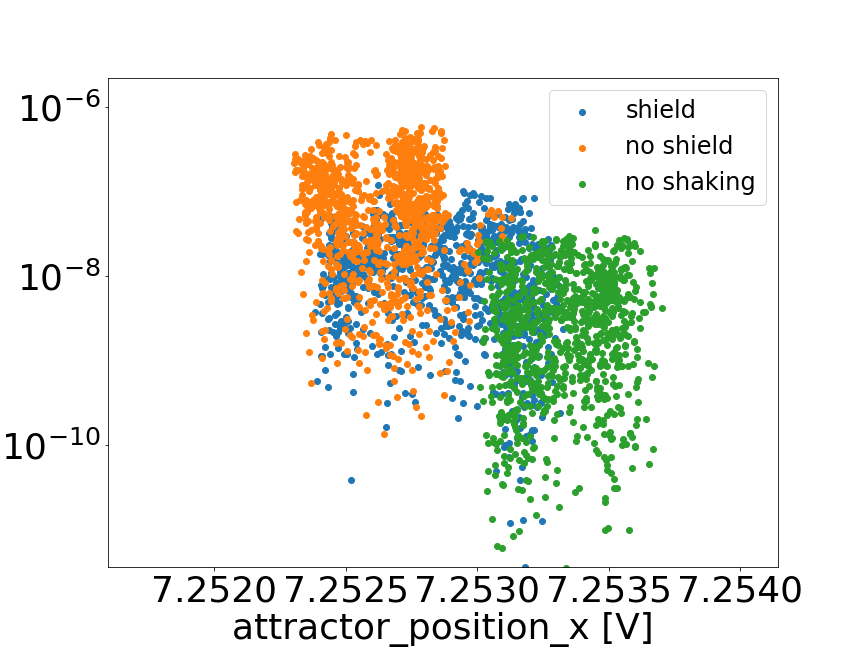 10−6
10−8
10−10
shield
no shield
no shaking
7.2520 7.2525 7.2530 7.2535 7.2540
attractor_position_x [V]